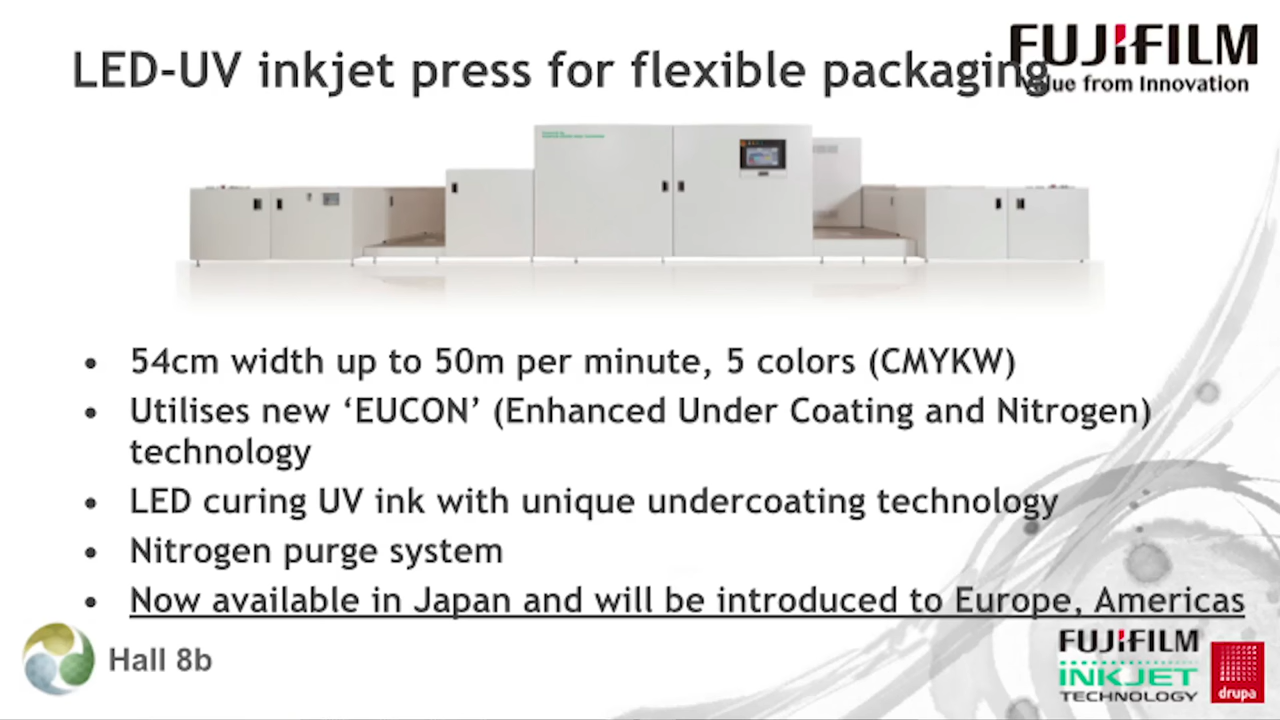 LED-UV inkjet press for flexible packaging
FUJIFILM
Value from Innovation
• 54cm width up to 50m per minute, 5 colors (CMYKW)
• Utilises new ‘EUCON’ (Enhanced Under Coating and Nitrogen)
technology
• LED curing UV ink with unique undercoating technology
• Nitrogen purge system
• Now available in Japan and will be introduced to Europe, Americas
Hall 8b
FUJIFILM
INKJET
TECHNOLOGY
drupa